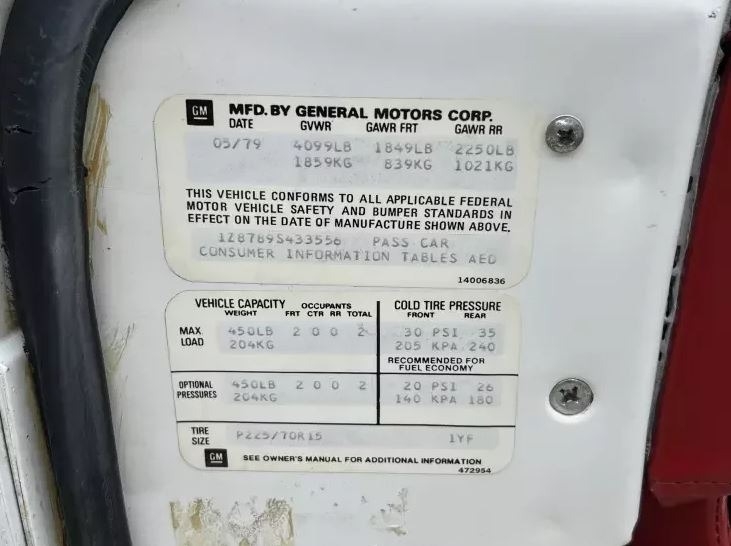 GM MFD. BY GENERAL MOTORS CORP.
DATE GVWR GAWR FRT GAWR RR
05/79 4099LB 1849LB 2250LB
1859KG 839KG 1021KG
THIS VEHICLE CONFORMS TO ALL APPLICABLE FEDERAL
MOTOR VEHICLE SAFETY AND BUMPER STANDARDS IN
EFFECT ON THE DATE OF MANUFACTURE SHOWN ABOVE.
1Z8789S433556 PASS CAR
CONSUMER INFORMATION TABLES AEO
14006836
VEHICLE CAPACITY OCCUPANTS COLD TIRE PRESSURE
WEIGHT FRT CTR RR TOTAL FRONT REAR
MAX. LOAD 450LB 2 0 0 2 30 PSI 35
204KG 205 KPA 240
RECOMMENDED FOR
FUEL ECONOMY
OPTIONAL PRESSURES 450LB 2 0 0 2 20 PSI 26
204KG 140 KPA 180
TIRE SIZE P225/70R15 1YF
GM SEE OWNER'S MANUAL FOR ADDITIONAL INFORMATION
472954